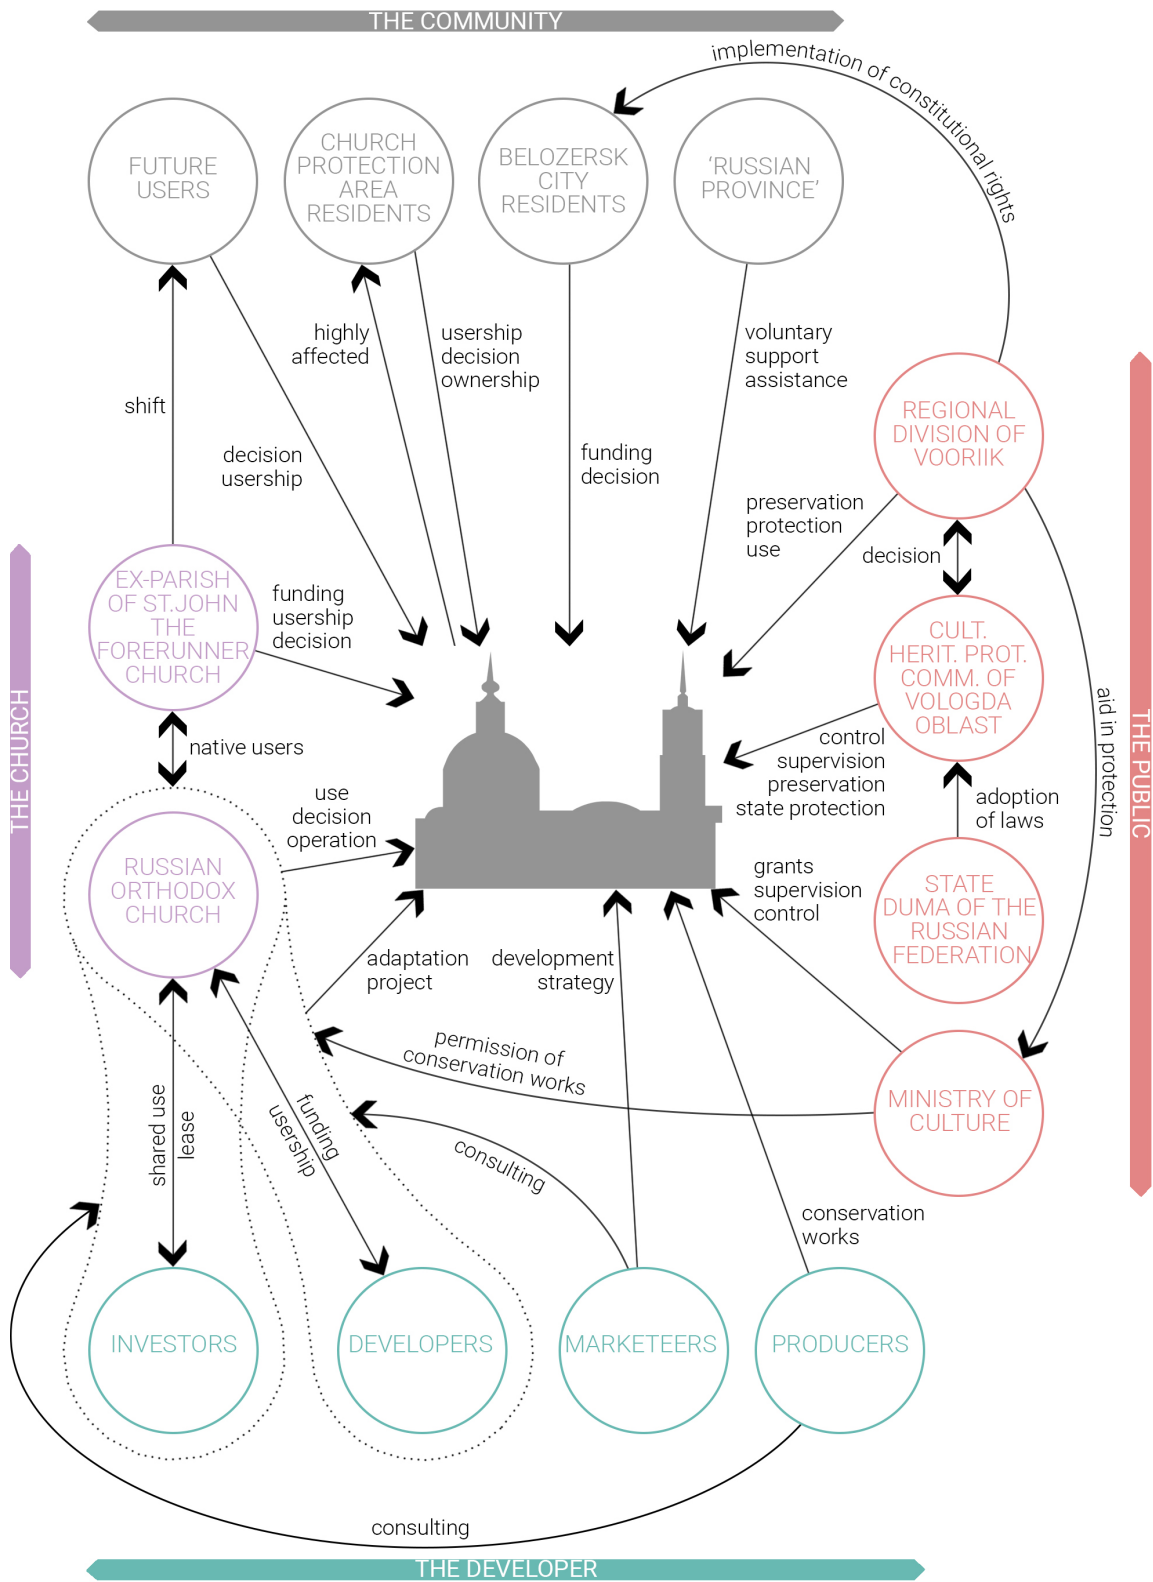 THE COMMUNITY
implementation of constitutional rights
FUTURE
USERS
CHURCH
PROTECTION
AREA
RESIDENTS
BELOZERSK
CITY
RESIDENTS
‘RUSSIAN
PROVINCE’
highly
affected
usership
decision
ownership
voluntary
support
assistance
shift
decision
usership
funding
decision
REGIONAL
DIVISION OF
VOORIIK
preservation
protection
use
decision
EX-PARISH
OF ST.JOHN
THE
FORERUNNER
CHURCH
funding
usership
decision
CULT.
HERIT. PROT.
COMM. OF
VOLOGDA
OBLAST
THE CHURCH
native users
control
supervision
preservation
state protection
aid in protection
THE PUBLIC
use
decision
operation
adoption
of laws
RUSSIAN
ORTHODOX
CHURCH
grants
supervision
control
STATE
DUMA OF THE
RUSSIAN
FEDERATION
adaptation
project
development
strategy
permission of
conservation works
MINISTRY OF
CULTURE
shared use
lease
funding
usership
consulting
conservation
works
INVESTORS
DEVELOPERS
MARKETEERS
PRODUCERS
consulting
THE DEVELOPER